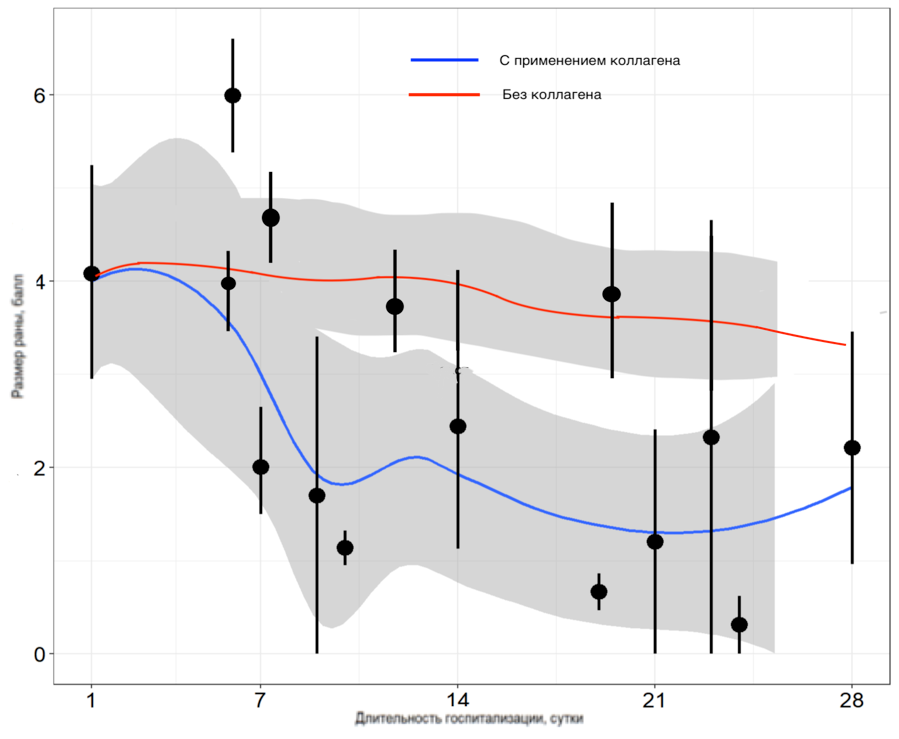 С применением коллагена
Без коллагена
Размер раны, балл
6
4
2
0
1 7 14 21 28
Длительность госпитализации, сутки